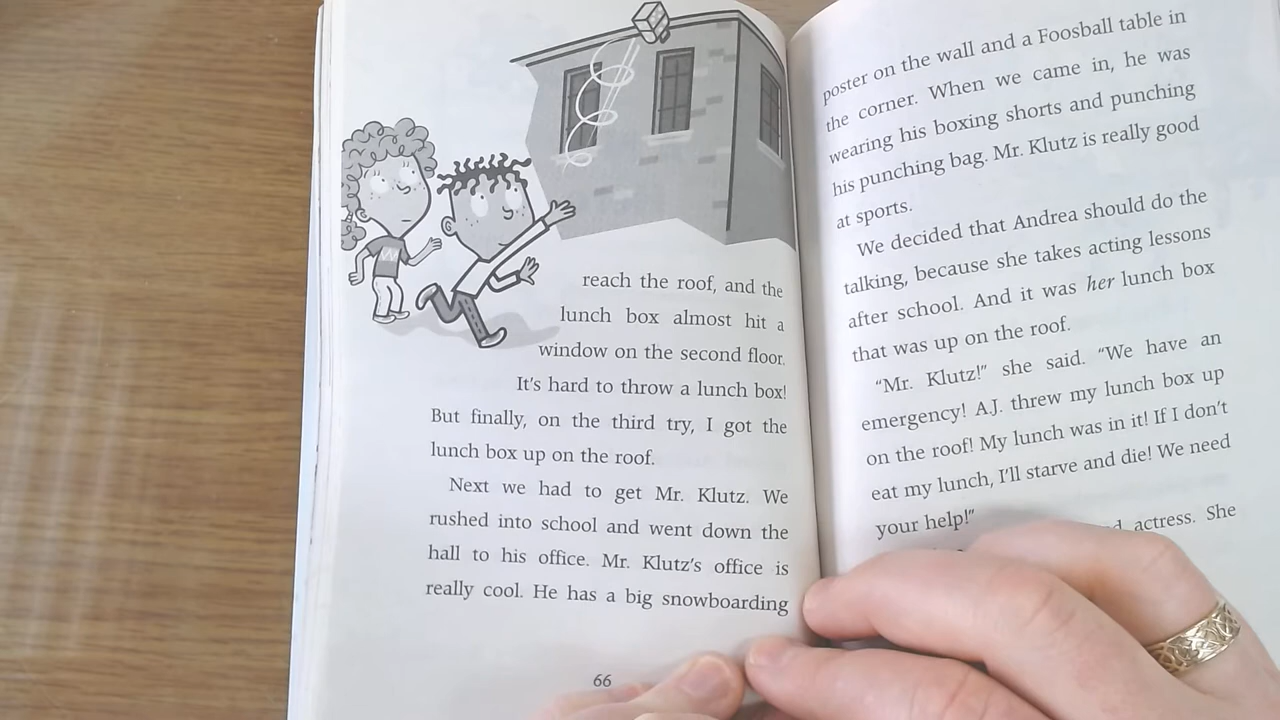 reach the roof, and the
lunch box almost hit a
window on the second floor.
It's hard to throw a lunch box!
But finally, on the third try, I got the
lunch box up on the roof.
Next we had to get Mr. Klutz. We
rushed into school and went down the
hall to his office. Mr. Klutz's office is
really cool. He has a big snowboarding
66
poster on the wall and a Foosball table in
the corner. When we came in, he was
wearing his boxing shorts and punching
his punching bag. Mr. Klutz is really good
at sports.
We decided that Andrea should do the
talking, because she takes acting lessons
after school. And it was her lunch box
that was up on the roof.
"Mr. Klutz!" she said. "We have an
emergency! A.J. threw my lunch box up
on the roof! My lunch was in it! If I don't
eat my lunch, I'll starve and die! We need
your help!"
actress. She